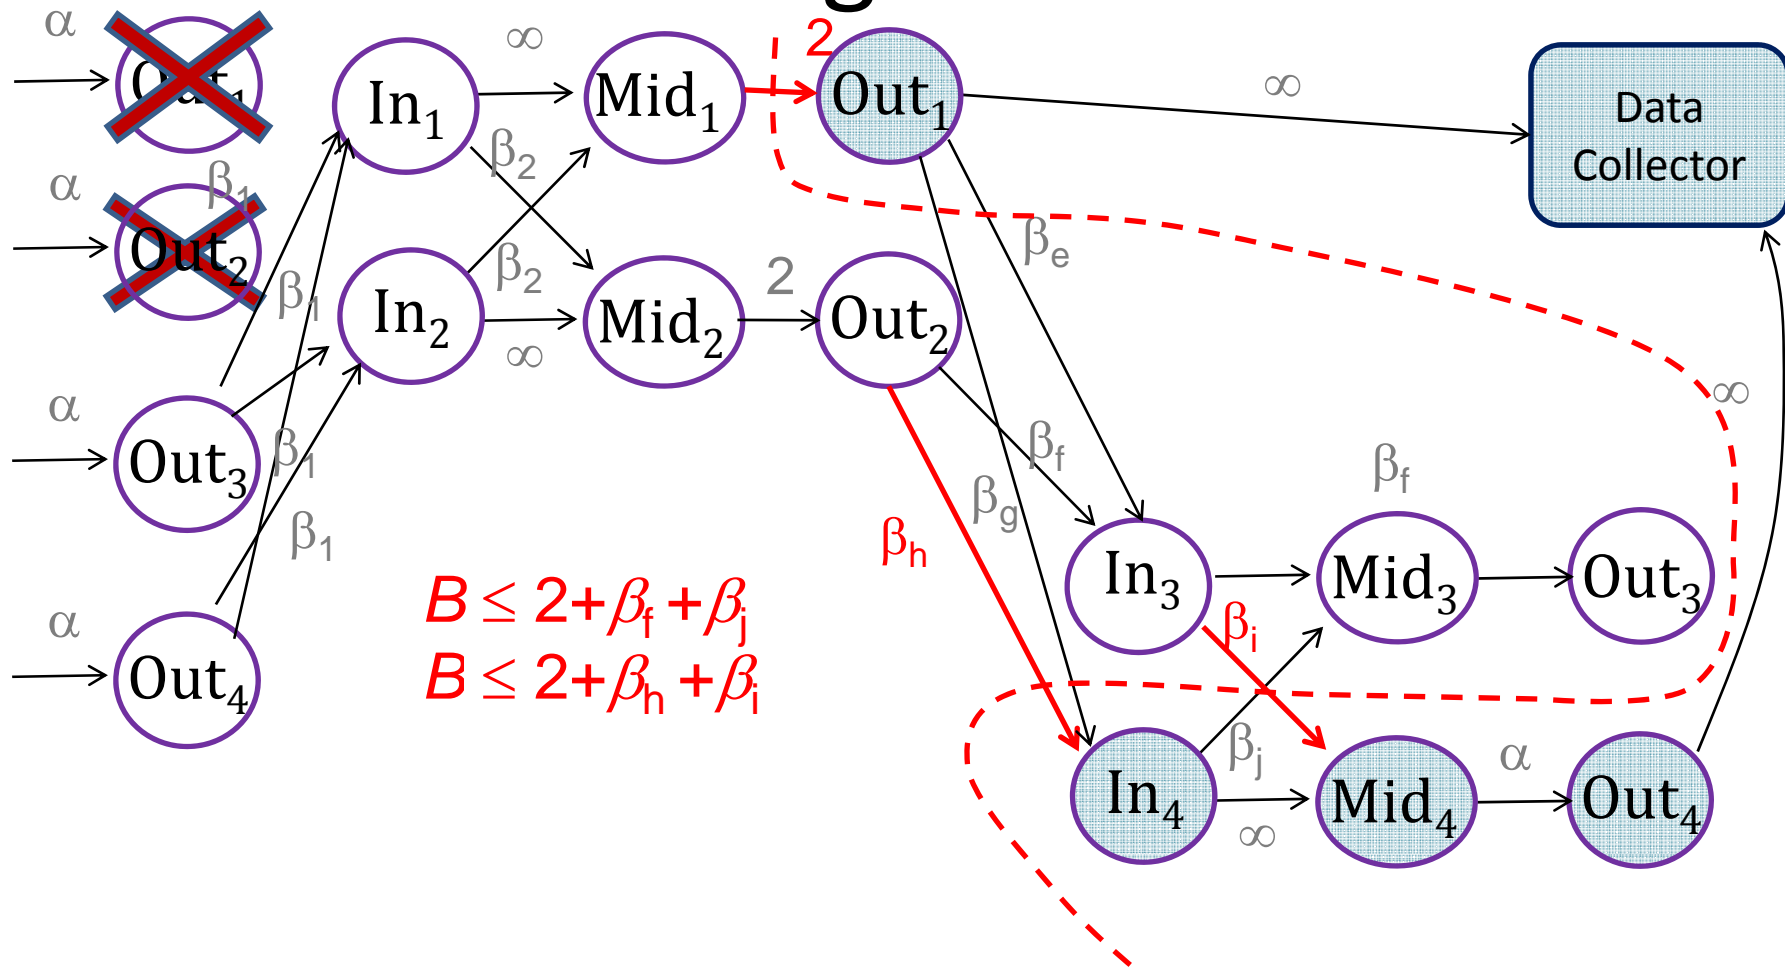 g
α
Out1
α
β1
Out2
β1
α
Out3
β1
β1
α
Out4
In1
∞
Mid1
2
Out1
∞
Data
Collector
β2
β2
In2
∞
Mid2
2
Out2
βe
βf
βg
βh
∞
βf
In3
Mid3
Out3
βi
B ≤ 2+βf +βj
B ≤ 2+βh +βi
In4
βj
∞
Mid4
α
Out4